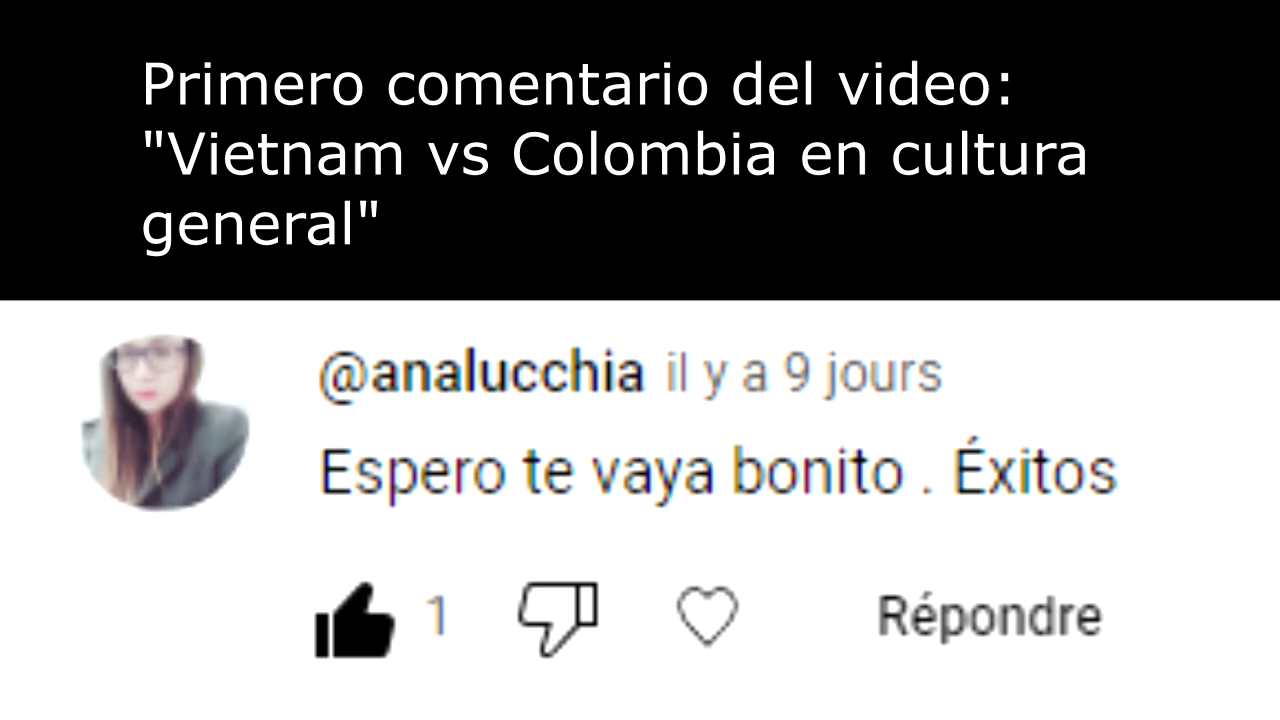 Primero comentario del video:
"Vietnam vs Colombia en cultura
general"
@analucchia il y a 9 jours
Espero te vaya bonito . Éxitos
1 Répondre